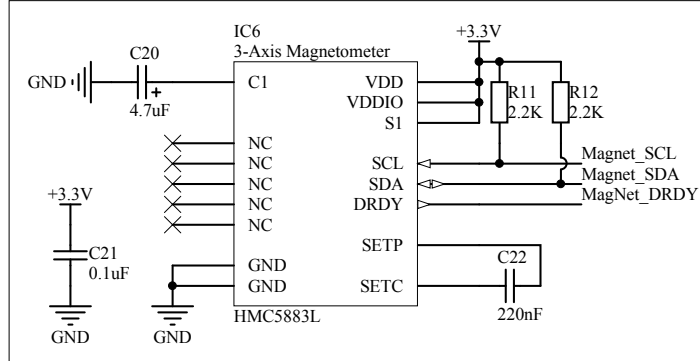 IC6
3-Axis Magnetometer
+3.3V
C20
GND
4.7uF
+
C1
VDD
VDDIO
S1
R11
2.2K
R12
2.2K
NC
NC
NC
NC
NC
SCL
SDA
DRDY
Magnet_SCL
Magnet_SDA
MagNet_DRDY
+3.3V
C21
0.1uF
GND
GND
GND
GND
SETP
SETC
C22
220nF
HMC5883L